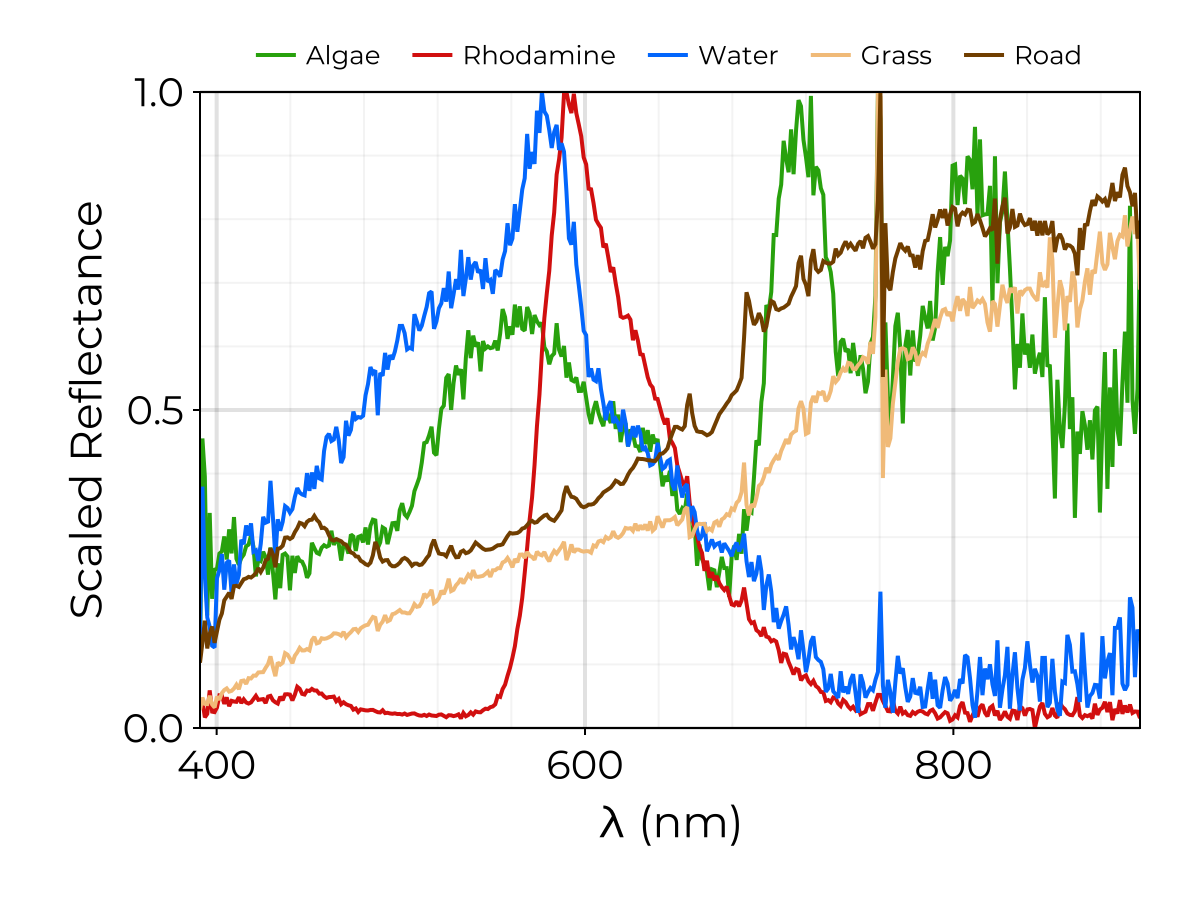 Algae Rhodamine Water Grass Road
1.0
0.5
0.0
400 600 800
λ (nm)
Scaled Reflectance